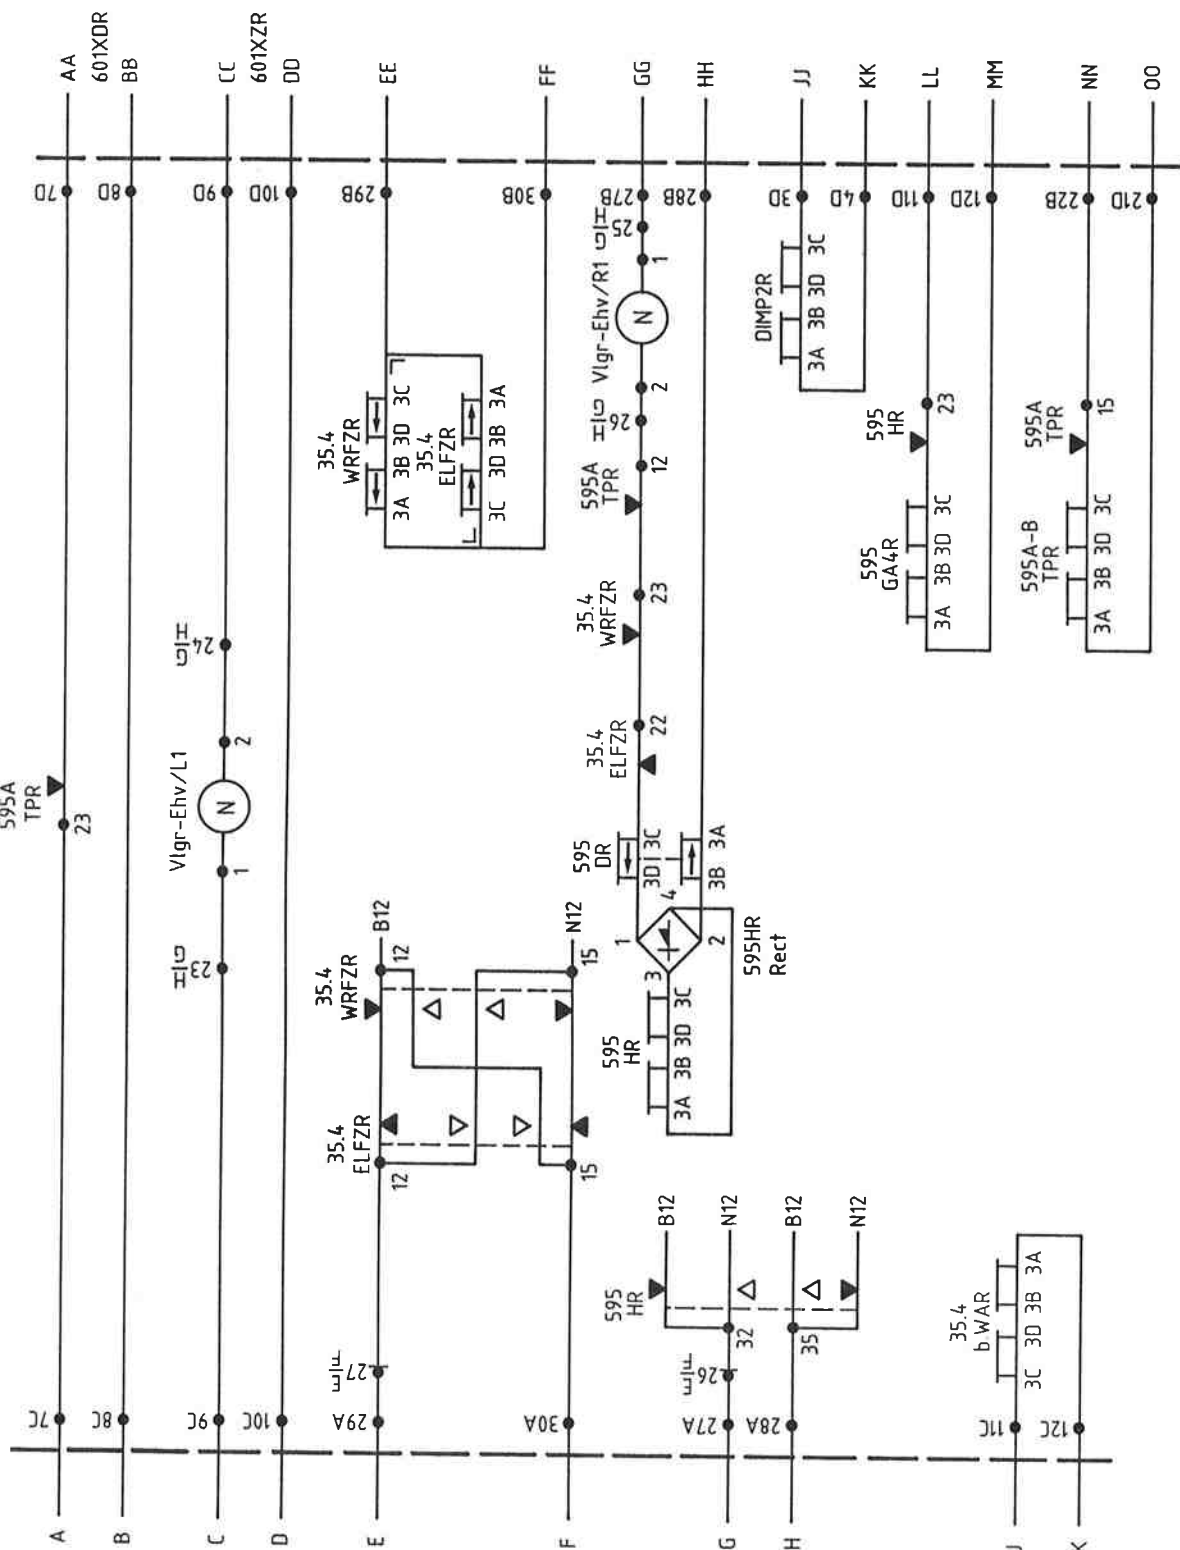 AA
601XDR
BB
CC
601XZR
DD
EE
FF
GG
HH
JJ
KK
LL
MM
NN
OO
7D
8D
9D
10D
29B
30B
27B
28B
3D
4D
11D
12D
22B
21D
595A
TPR
23
H|G
24
2
Vlgr-Ehv/L1
N
1
H|G
23
35.4
WRFZR
3A 3B 3D 3C
35.4
ELFZR
3C 3D 3B 3A
H|G
25
1
Vlgr-Ehv/R1
N
2
H|G
26
12
595A
TPR
23
35.4
WRFZR
22
35.4
ELFZR
595
DR
3D 3C
3B 3A
1
4
3
2
595HR
Rect
595
HR
3A 3B 3D 3C
DIMP2R
3A 3B 3D 3C
595
HR
23
595
GA4R
3A 3B 3D 3C
595A
TPR
15
595A-B
TPR
3A 3B 3D 3C
35.4
WRFZR
B12
12
N12
15
35.4
ELFZR
12
15
595
HR
B12
N12
B12
N12
32
35
F|E
27
F|E
26
35.4
b.WAR
3C 3D 3B 3A
7C
8C
9C
10C
29A
30A
27A
28A
11C
12C
A
B
C
D
E
F
G
H
J
K